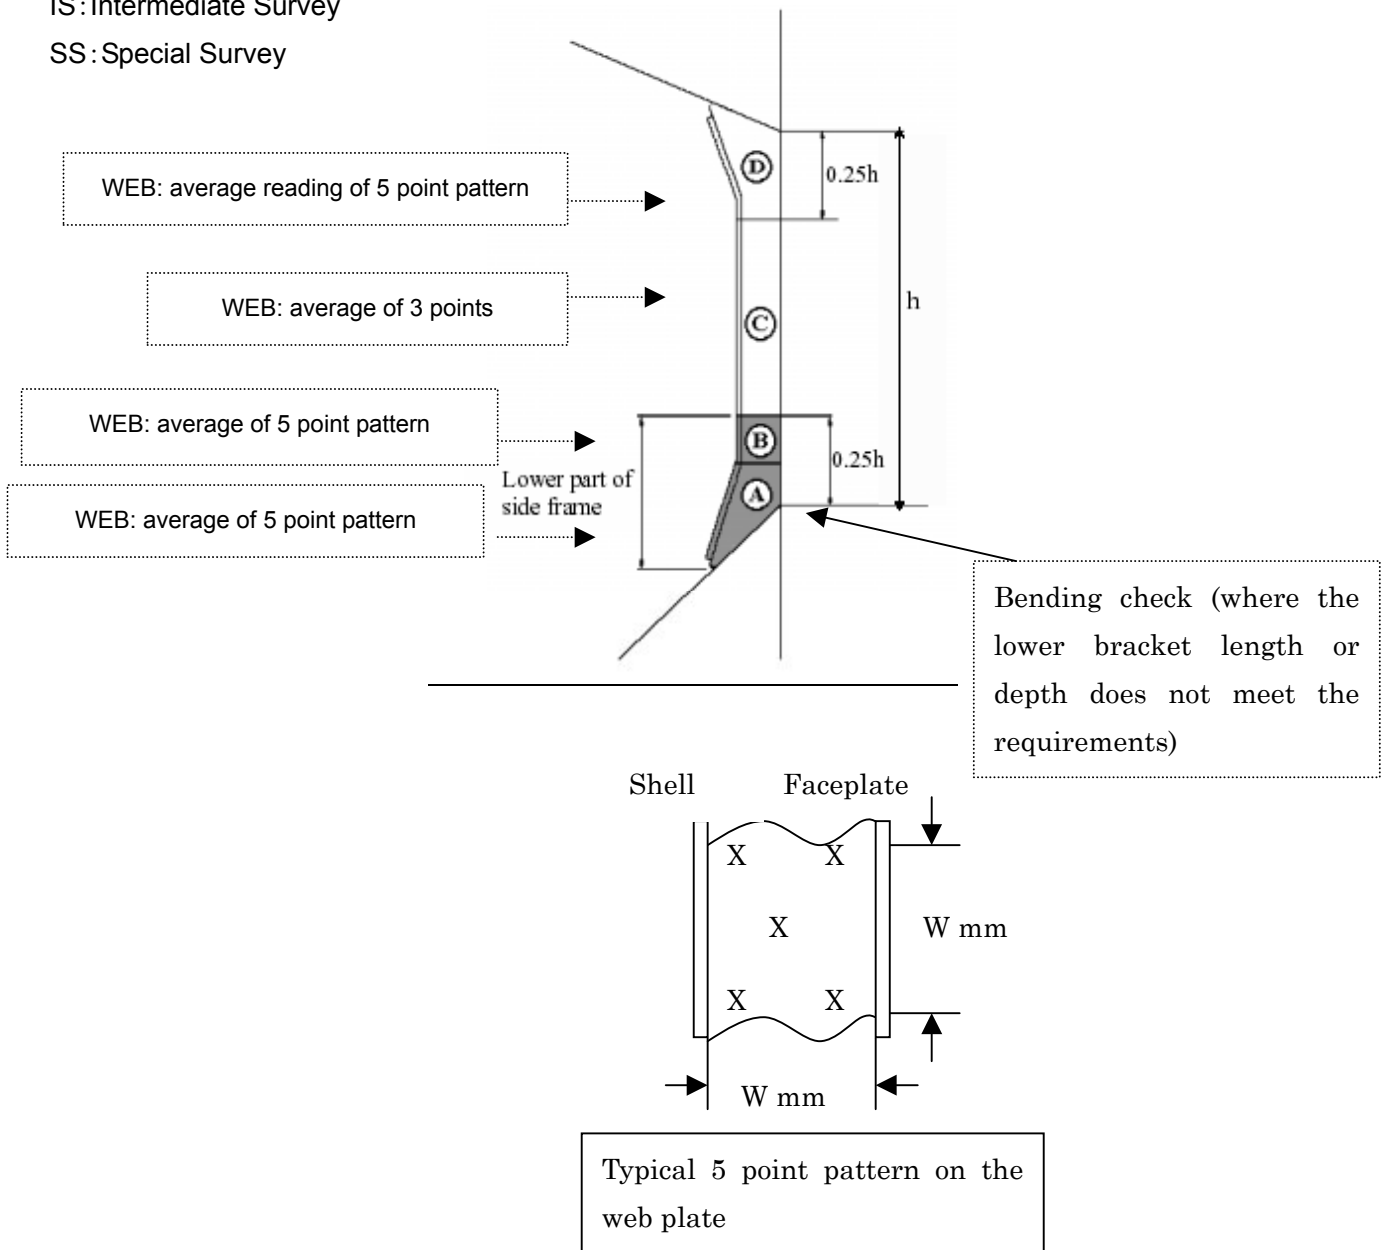 IS：Intermediate Survey
SS：Special Survey
WEB: average reading of 5 point pattern
WEB: average of 3 points
WEB: average of 5 point pattern
WEB: average of 5 point pattern
D
0.25h
h
C
B
0.25h
Lower part of
side frame
A
Bending check (where the
lower bracket length or
depth does not meet the
requirements)
Shell Faceplate
X X
X W mm
X X
W mm
Typical 5 point pattern on the
web plate